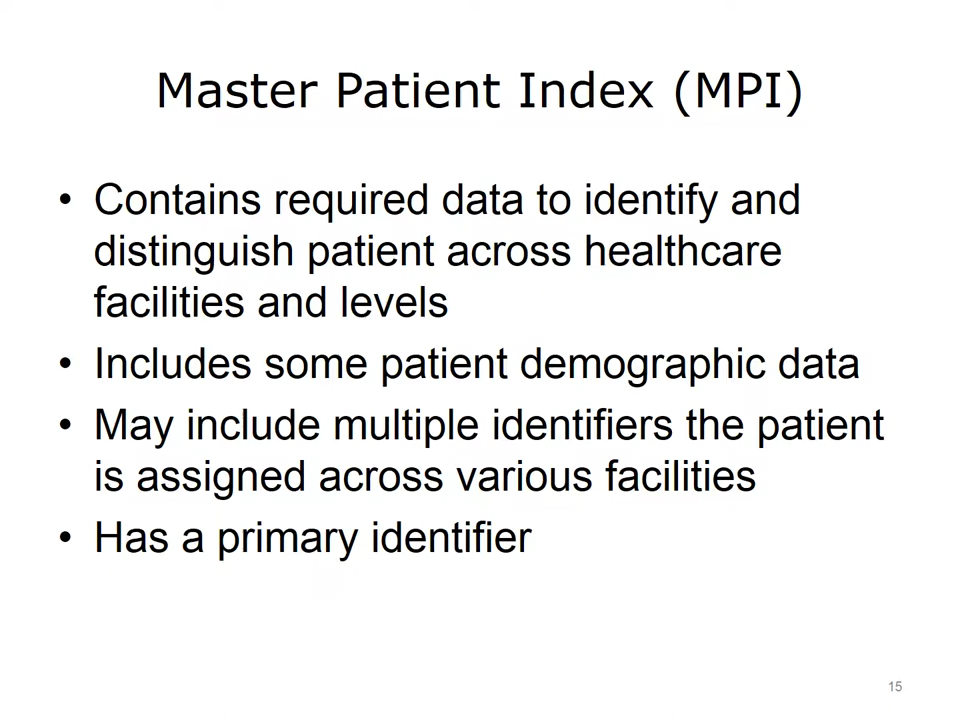 Master Patient Index (MPI)
• Contains required data to identify and
distinguish patient across healthcare
facilities and levels
• Includes some patient demographic data
• May include multiple identifiers the patient
is assigned across various facilities
• Has a primary identifier
15